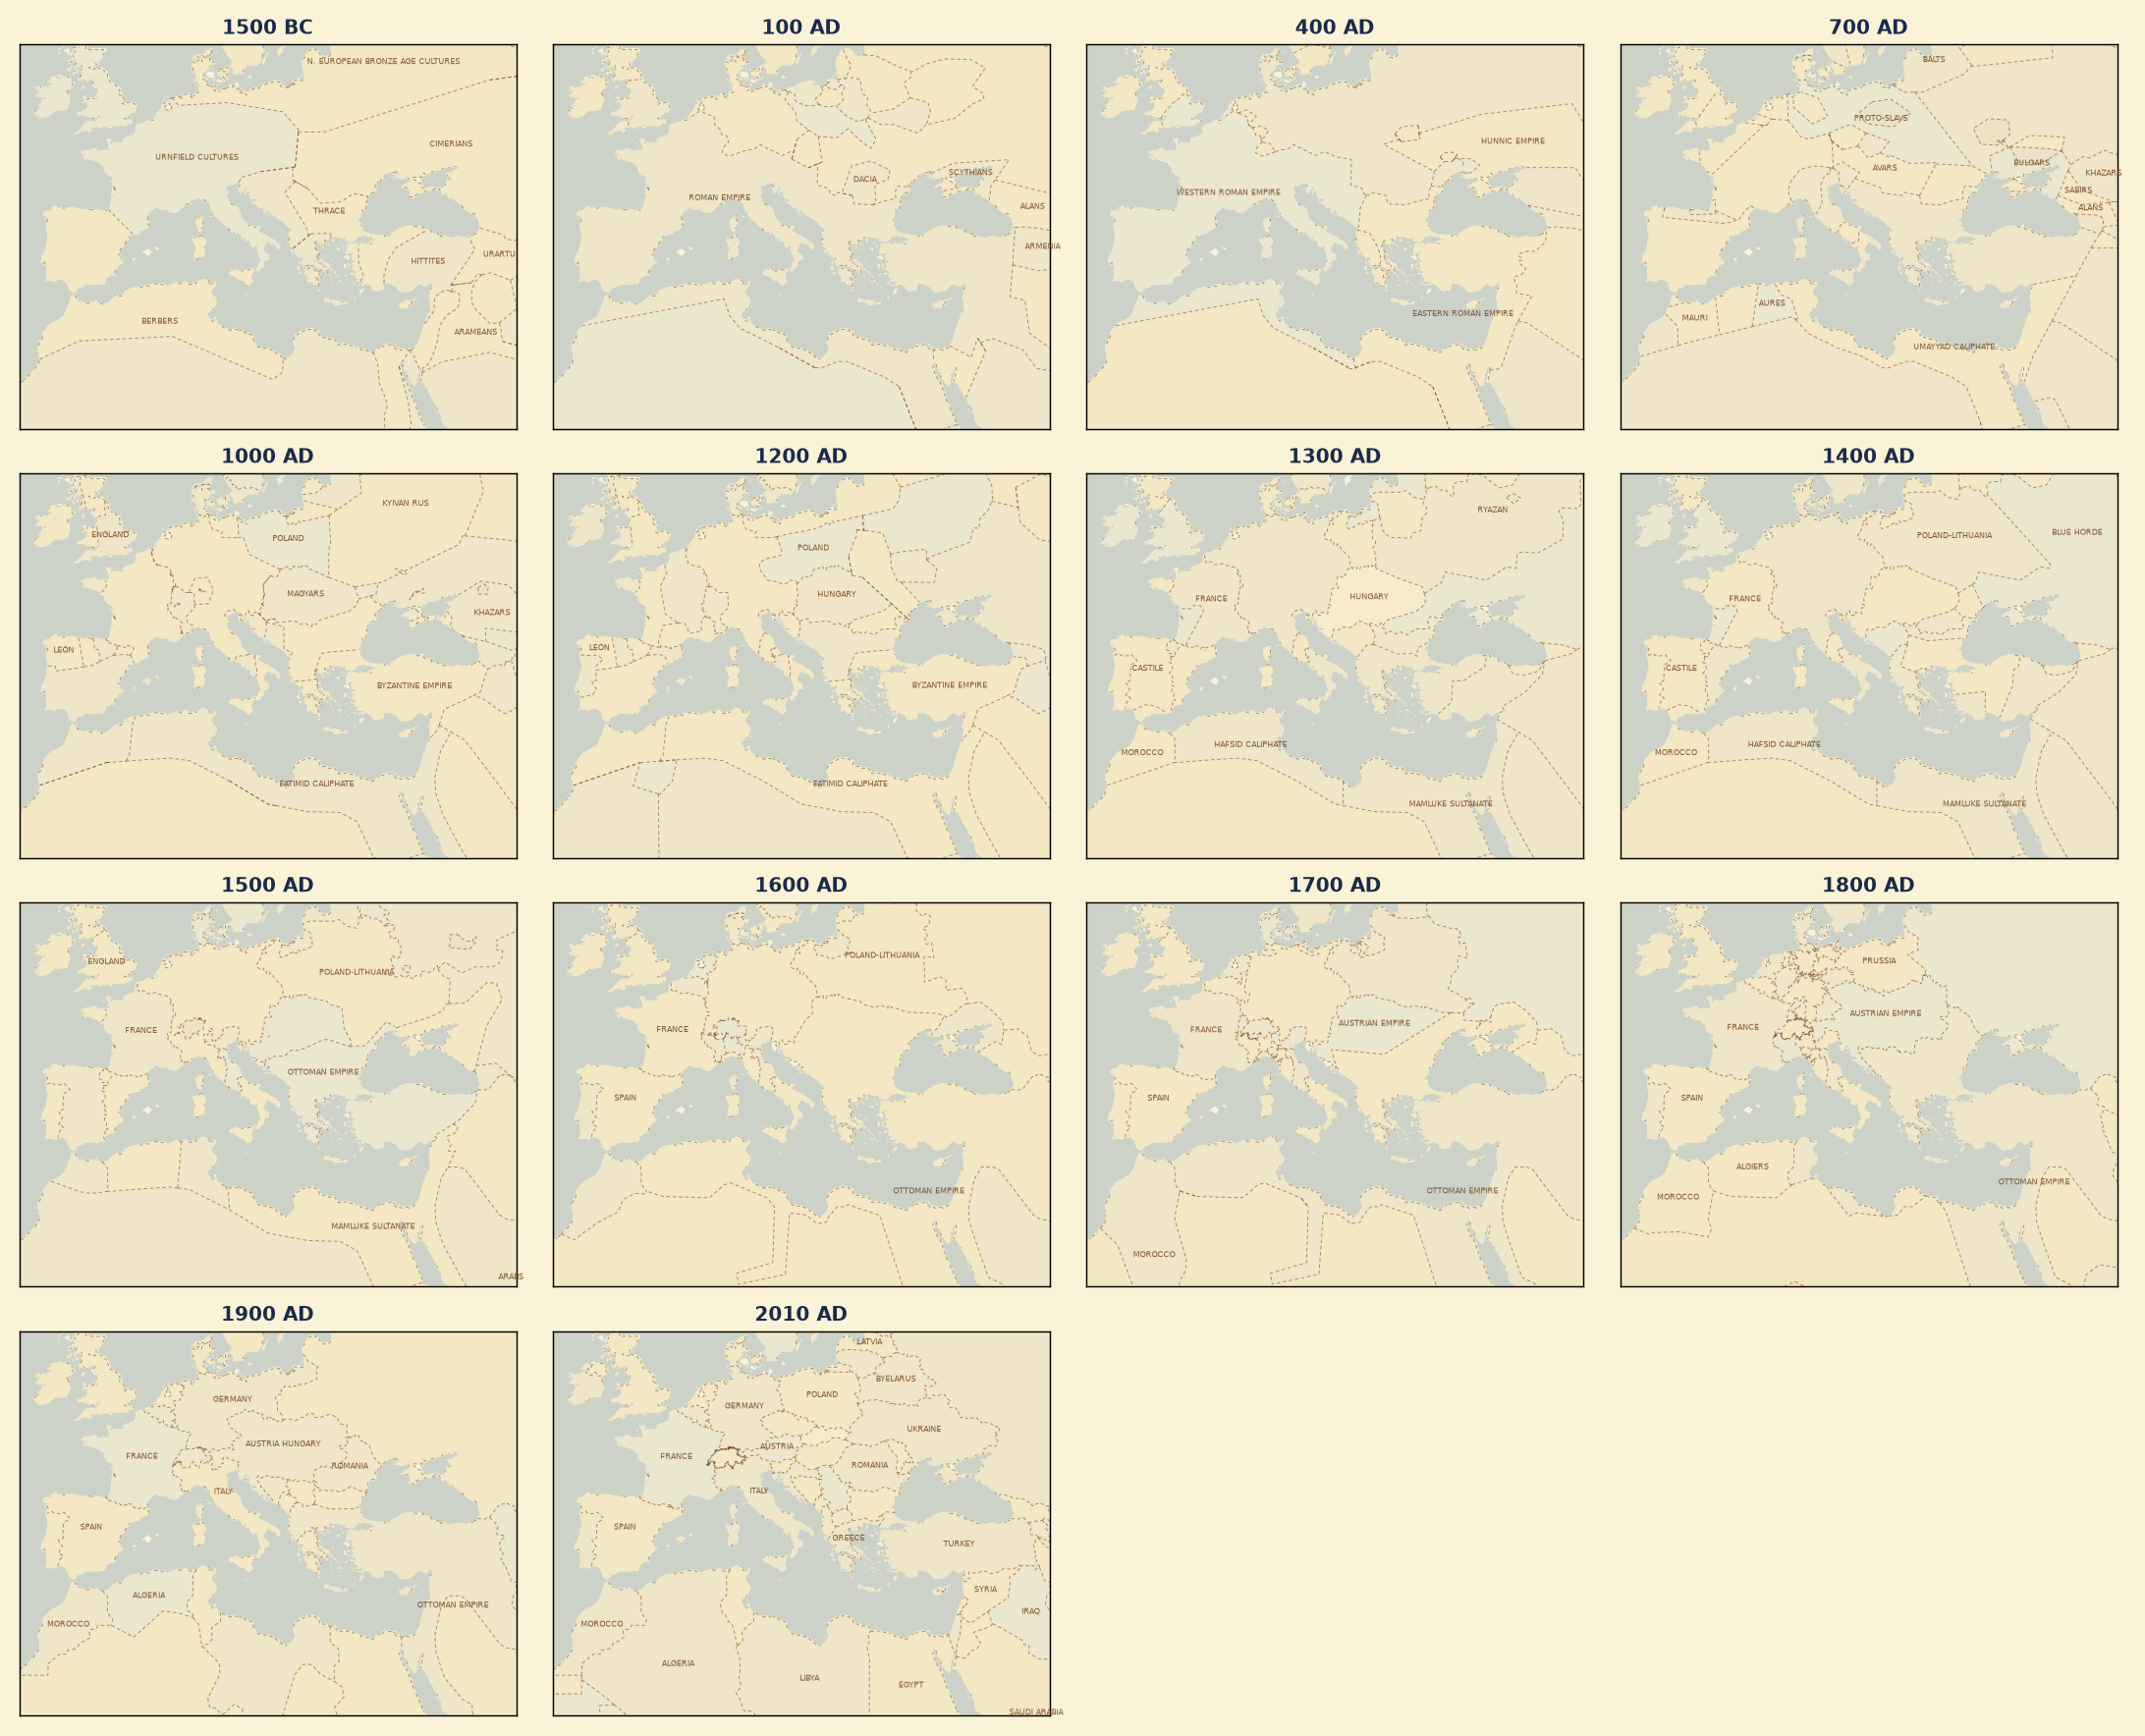 1500 BC
N. EUROPEAN BRONZE AGE CULTURES
CIMERIANS
URNFIELD CULTURES
THRACE
URARTU
HITTITES
BERBERS
ARAMEANS
100 AD
SCYTHIANS
DACIA
ROMAN EMPIRE
ALANS
ARMENIA
400 AD
HUNNIC EMPIRE
WESTERN ROMAN EMPIRE
EASTERN ROMAN EMPIRE
700 AD
BALTS
PROTO-SLAVS
BULGARS
AVARS
KHAZARS
SABIRS
ALANS
AURES
MAURI
UMAYYAD CALIPHATE
1000 AD
KYIVAN RUS
ENGLAND
POLAND
MAGYARS
KHAZARS
LEON
BYZANTINE EMPIRE
FATIMID CALIPHATE
1200 AD
POLAND
HUNGARY
LEON
BYZANTINE EMPIRE
FATIMID CALIPHATE
1300 AD
RYAZAN
FRANCE
HUNGARY
CASTILE
HAFSID CALIPHATE
MOROCCO
MAMLUKE SULTANATE
1400 AD
BLUE HORDE
POLAND-LITHUANIA
FRANCE
CASTILE
HAFSID CALIPHATE
MOROCCO
MAMLUKE SULTANATE
1500 AD
ENGLAND
POLAND-LITHUANIA
FRANCE
OTTOMAN EMPIRE
MAMLUKE SULTANATE
ARABS
1600 AD
POLAND-LITHUANIA
FRANCE
SPAIN
OTTOMAN EMPIRE
1700 AD
AUSTRIAN EMPIRE
FRANCE
SPAIN
OTTOMAN EMPIRE
MOROCCO
1800 AD
PRUSSIA
AUSTRIAN EMPIRE
FRANCE
SPAIN
ALGIERS
OTTOMAN EMPIRE
MOROCCO
1900 AD
GERMANY
AUSTRIA HUNGARY
FRANCE
ROMANIA
ITALY
SPAIN
ALGERIA
OTTOMAN EMPIRE
MOROCCO
2010 AD
LATVIA
BYELARUS
POLAND
GERMANY
UKRAINE
AUSTRIA
FRANCE
ROMANIA
ITALY
SPAIN
GREECE
TURKEY
SYRIA
IRAQ
MOROCCO
ALGERIA
LIBYA
EGYPT
SAUDI ARABIA